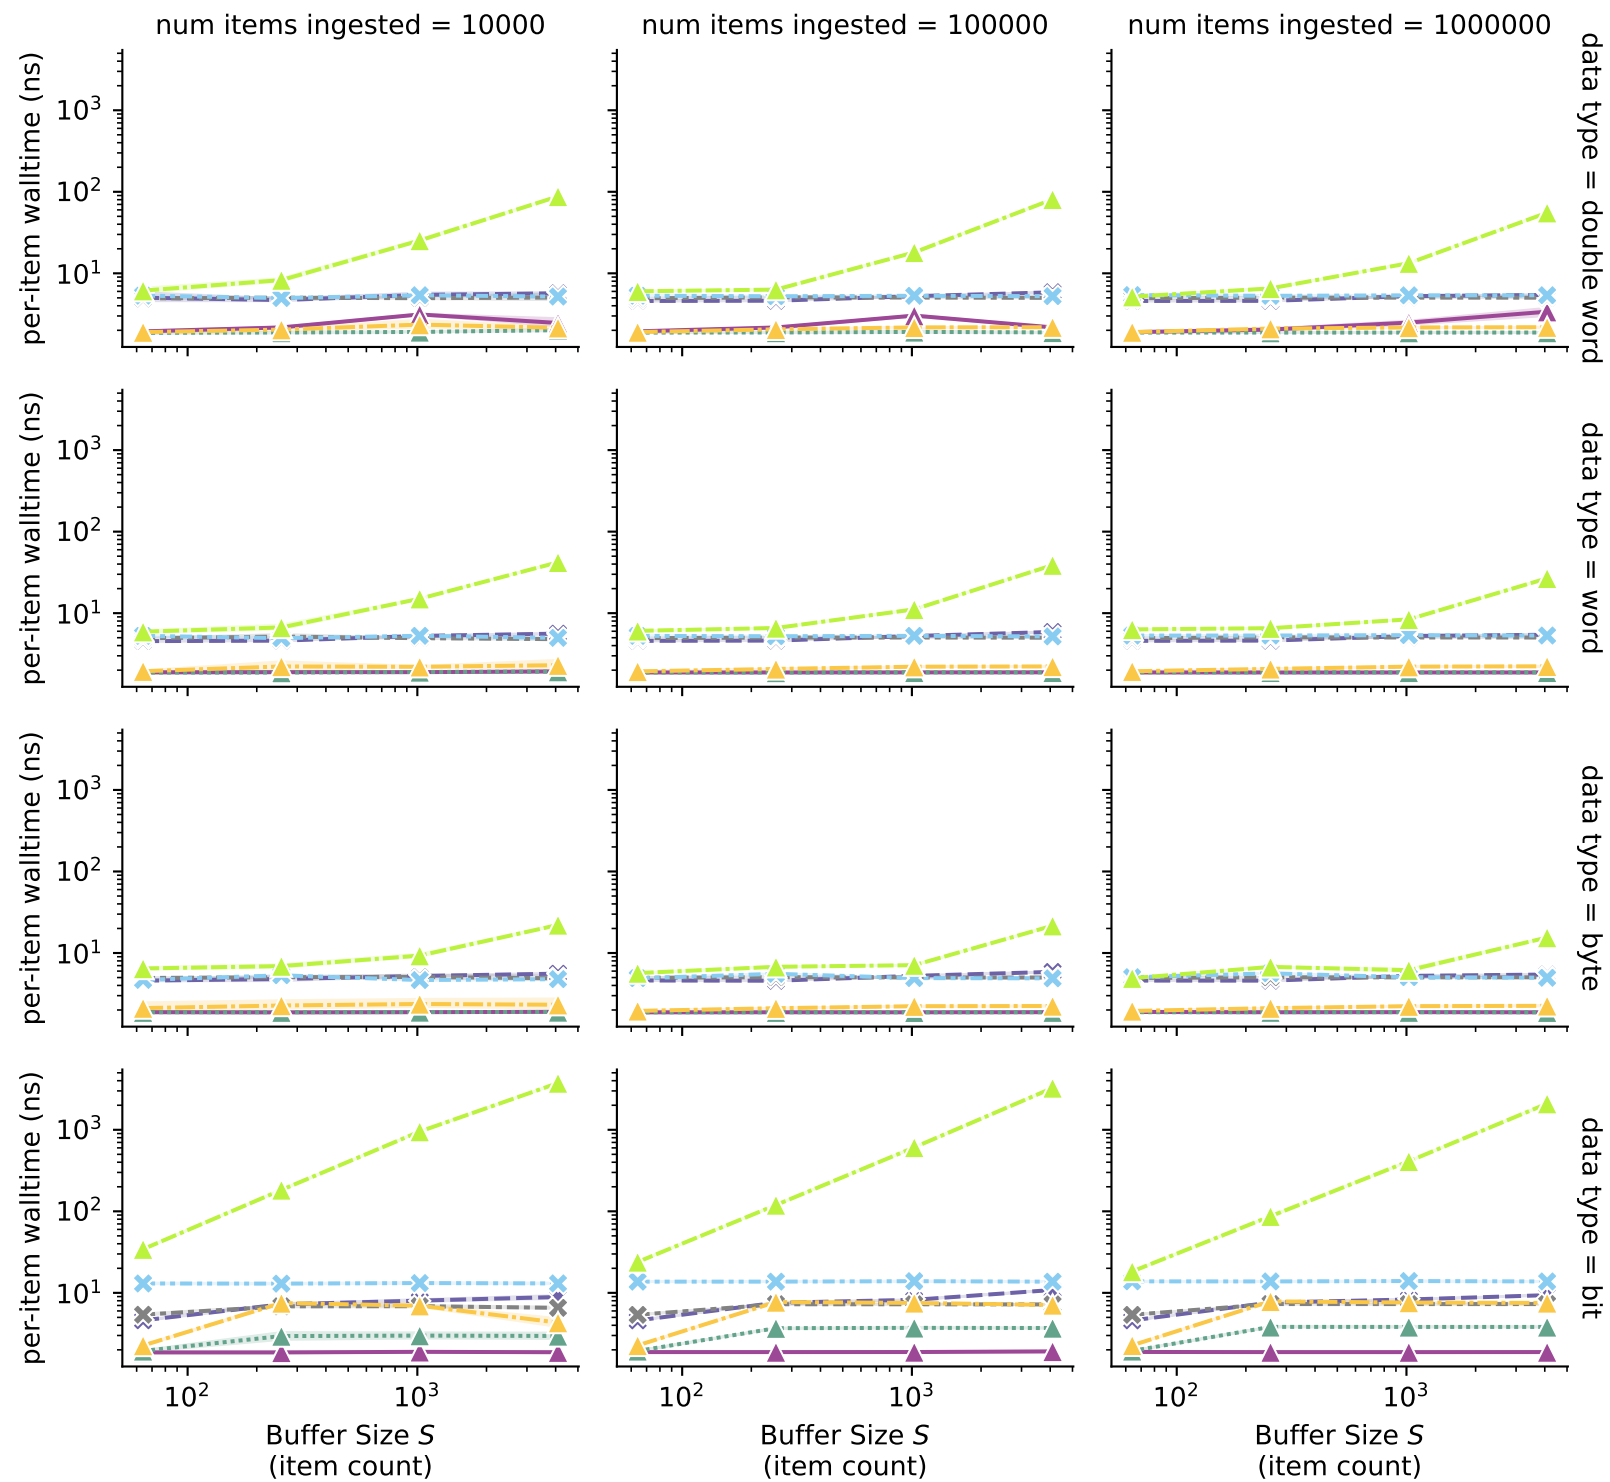 num items ingested = 10000
num items ingested = 100000
num items ingested = 1000000
per-item walltime (ns)
10³
10²
10¹
data type = double word
per-item walltime (ns)
10³
10²
10¹
data type = word
per-item walltime (ns)
10³
10²
10¹
data type = byte
per-item walltime (ns)
10³
10²
10¹
data type = bit
10² 10³
10² 10³
10² 10³
Buffer Size S
(item count)
Buffer Size S
(item count)
Buffer Size S
(item count)